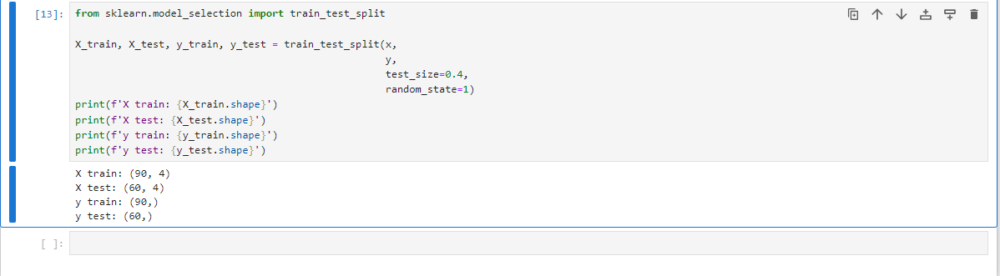 [13]: from sklearn.model_selection import train_test_split
X_train, X_test, y_train, y_test = train_test_split(x,
y,
test_size=0.4,
random_state=1)
print(f'X train: {X_train.shape}')
print(f'X test: {X_test.shape}')
print(f'y train: {y_train.shape}')
print(f'y test: {y_test.shape}')
X train: (90, 4)
X test: (60, 4)
y train: (90,)
y test: (60,)
[ ]: